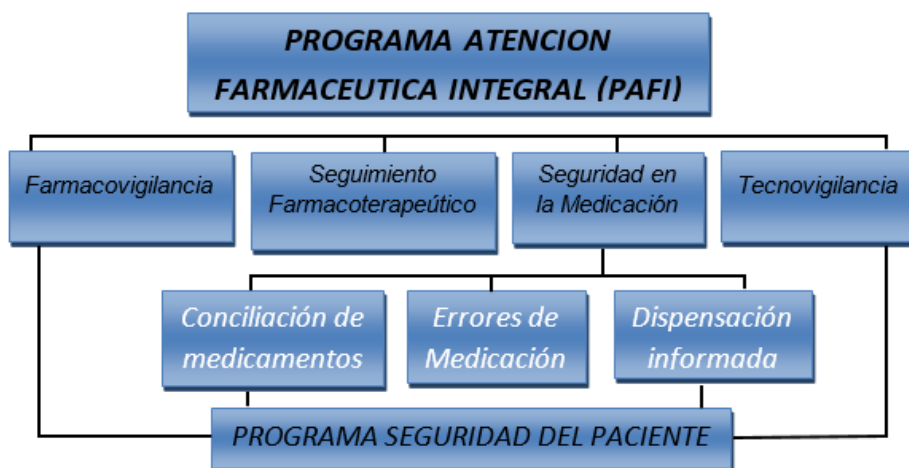 PROGRAMA ATENCION
FARMACEUTICA INTEGRAL (PAFI)
Farmacovigilancia
Seguimiento
Farmacoterapeútico
Seguridad en
la Medicación
Tecnovigilancia
Conciliación de
medicamentos
Errores de
Medicación
Dispensación
informada
PROGRAMA SEGURIDAD DEL PACIENTE